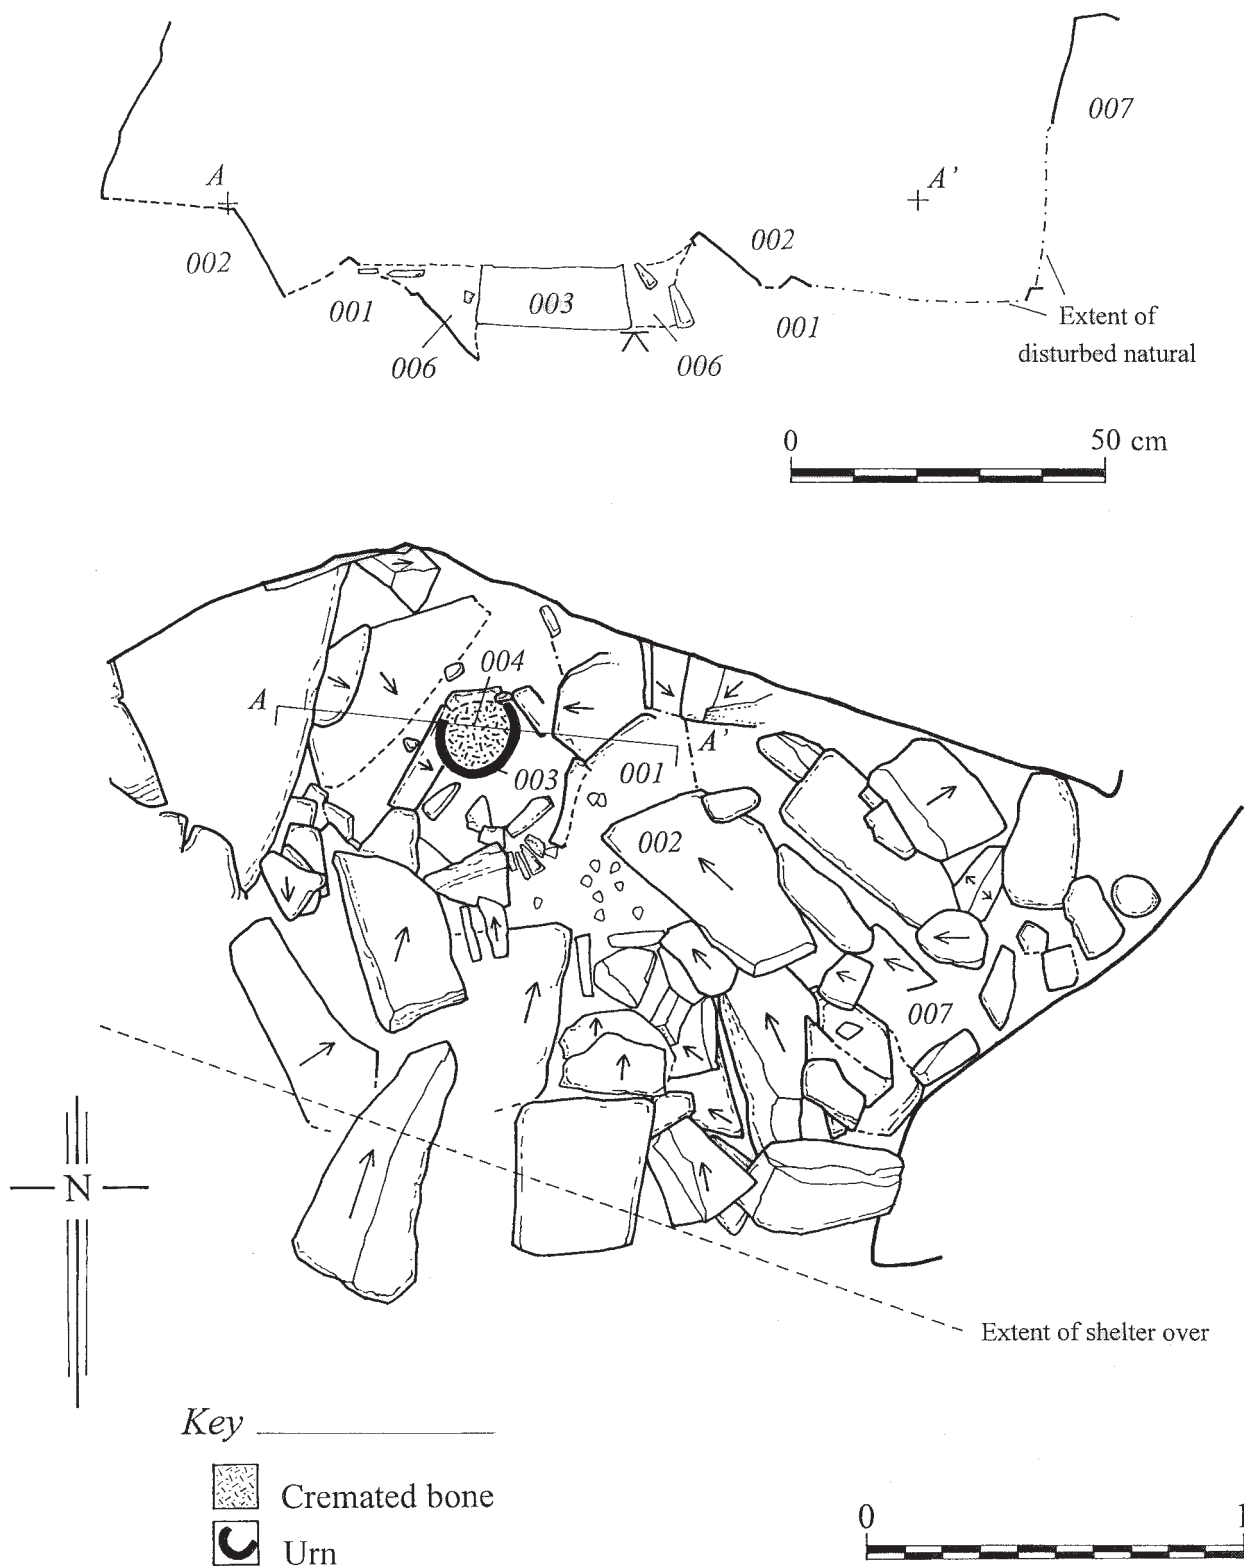 007
A
A'
002
002
001
003
001
006
006
Extent of
disturbed natural
0 50 cm
004
A
A'
003
001
002
007
N
Extent of shelter over
Key
Cremated bone
Urn
0 1